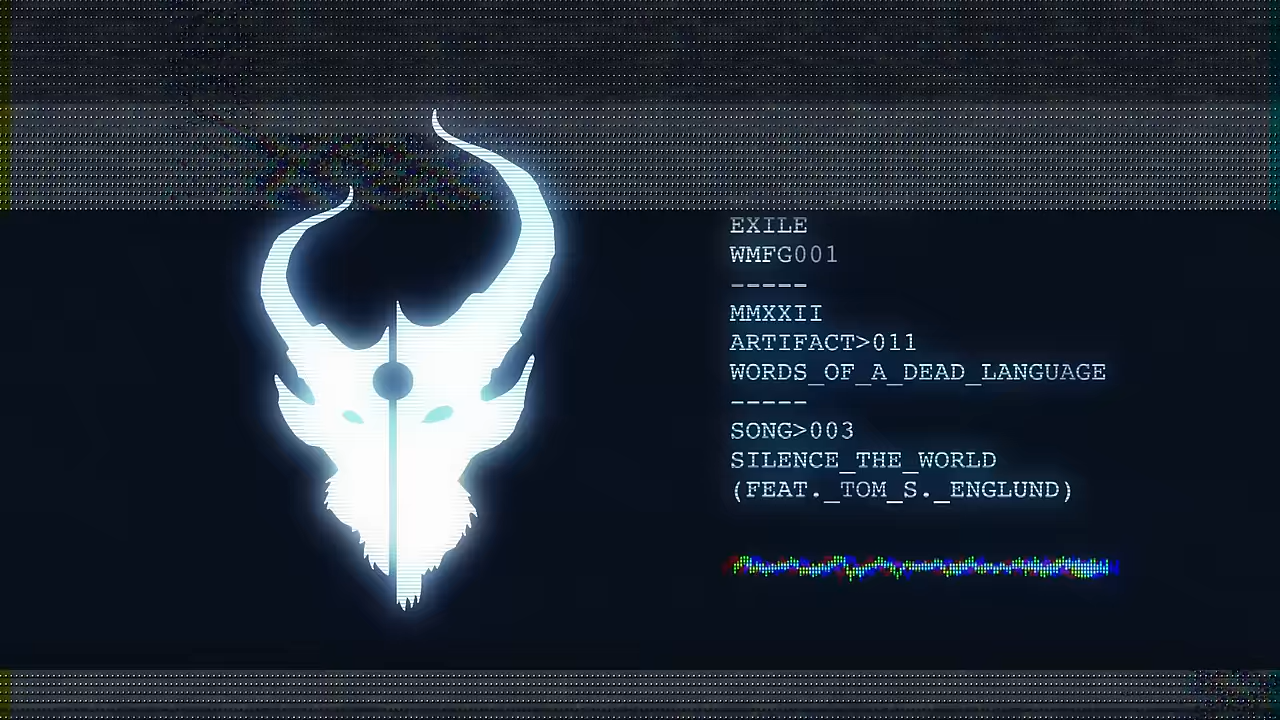 EXILE
WMFG001
-----
MMXXII
ARTIFACT>011
WORDS_OF_A_DEAD_LANGUAGE
-----
SONG>003
SILENCE_THE_WORLD
(FEAT._TOM_S._ENGLUND)